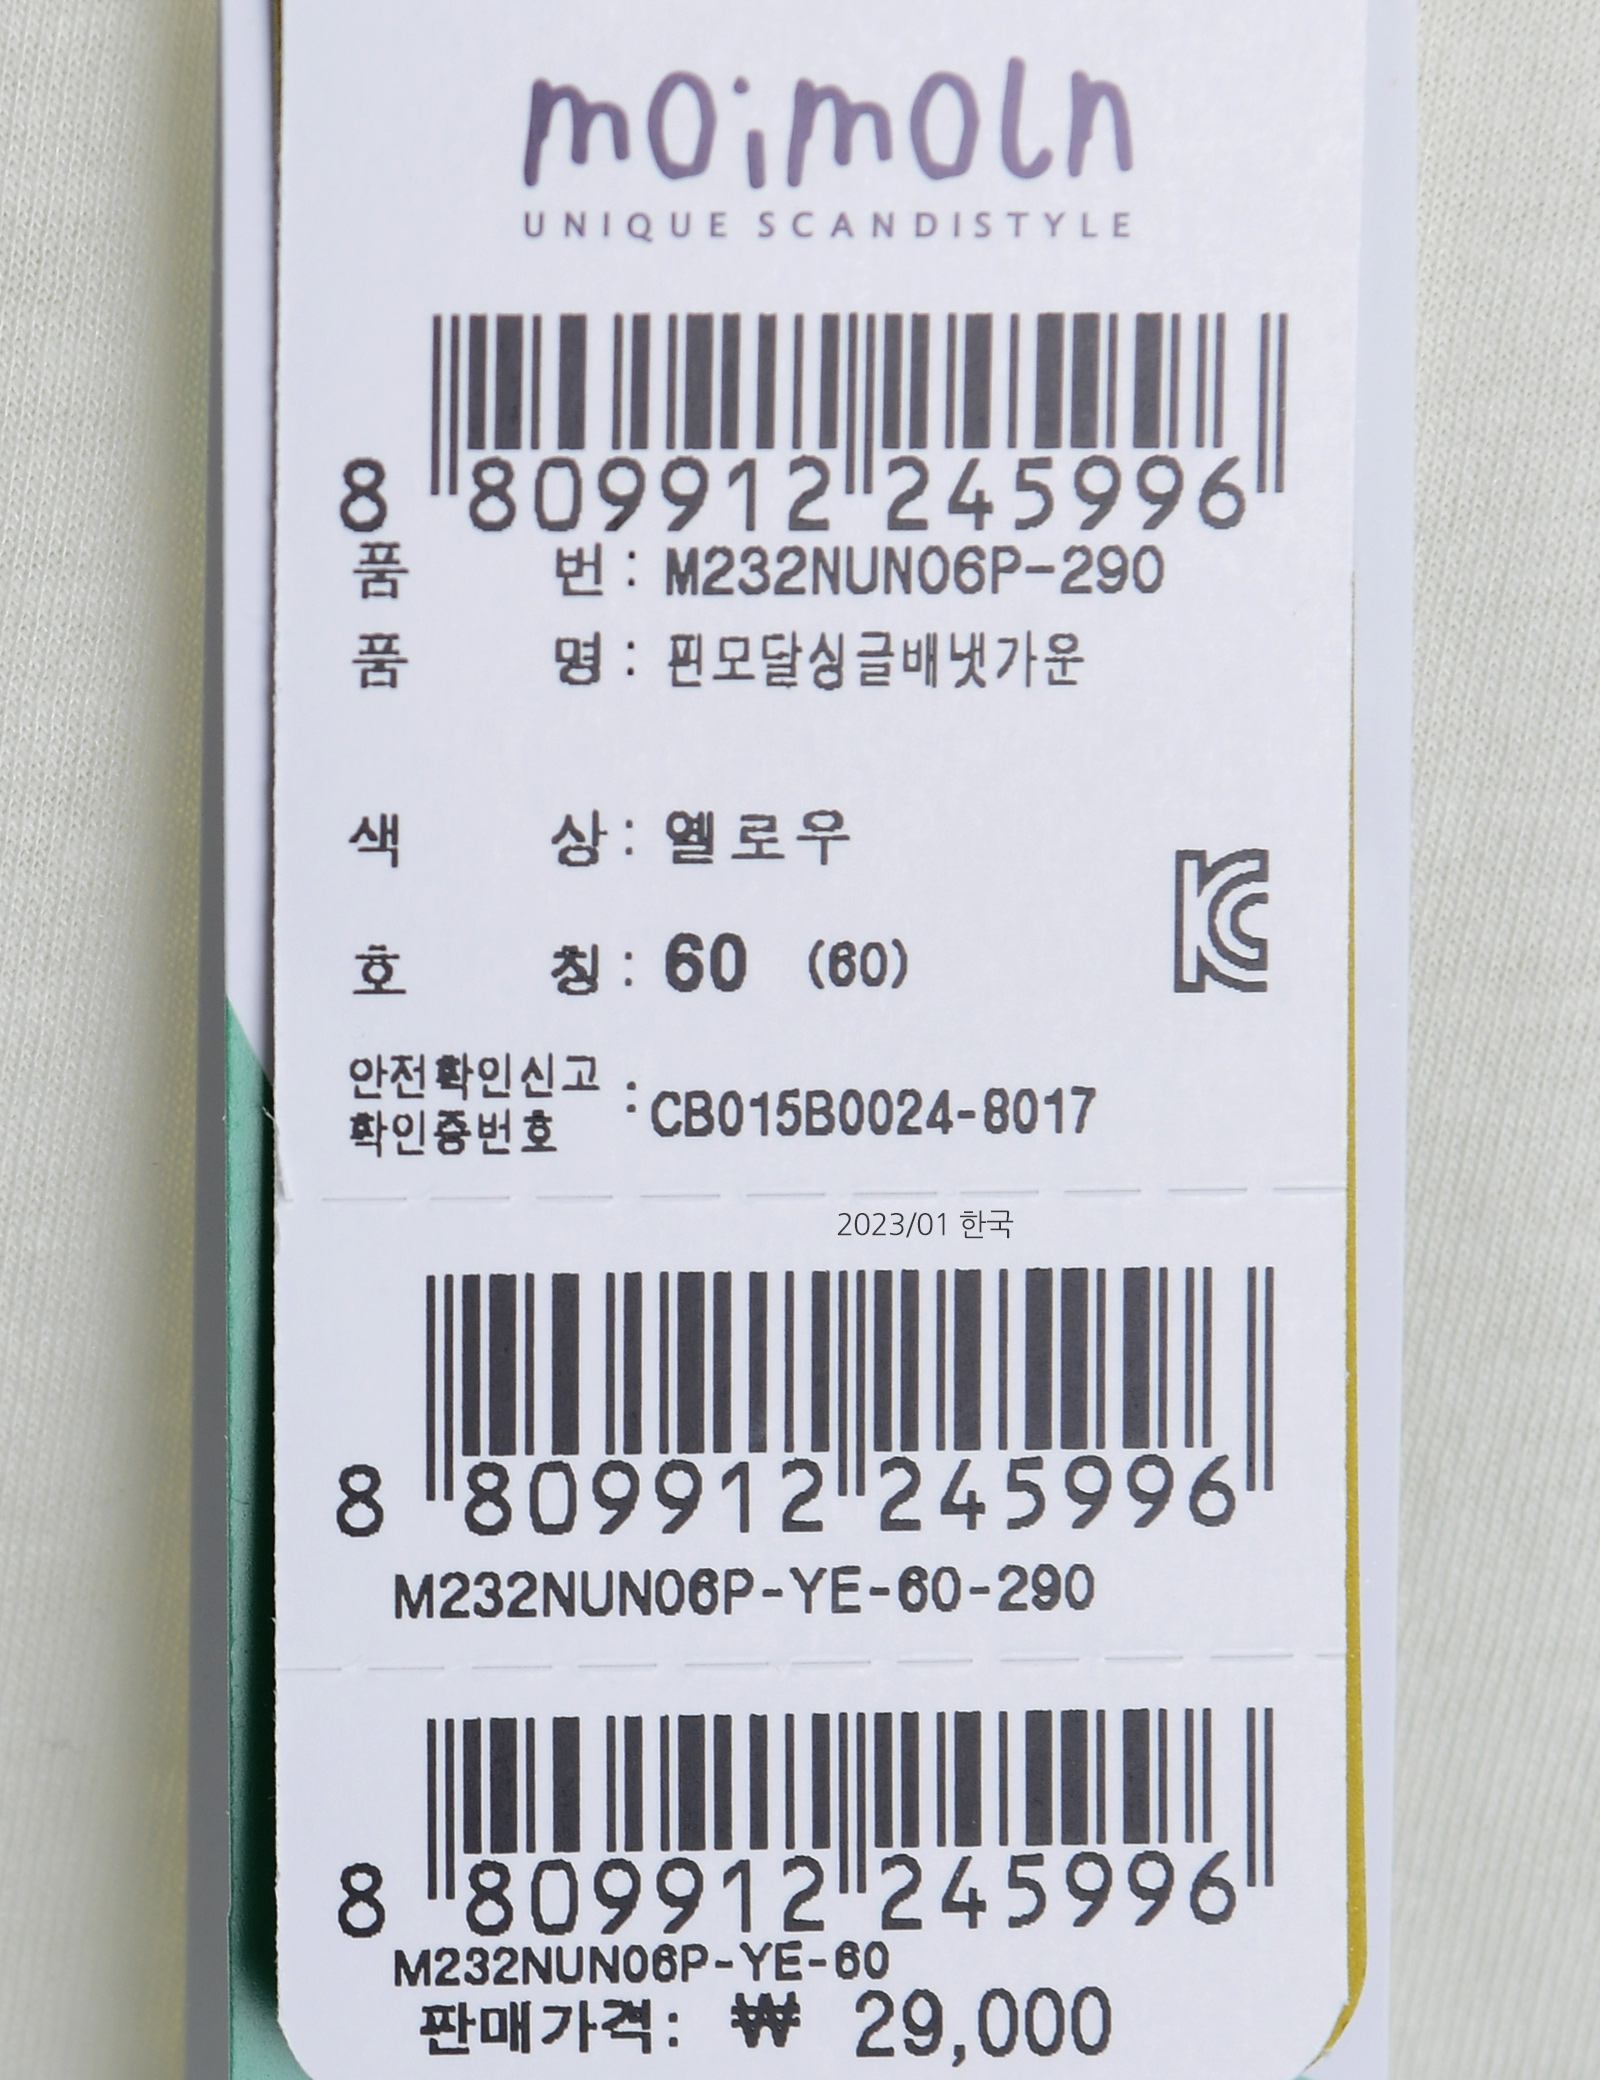 moimoln
UNIQUE SCANDISTYLE
8 809912 245996
품 번 : M232NUN06P-290
품 명 : 핀모달싱글배냇가운
색 상 : 옐로우
호 칭 : 60 (60)
안전확인신고
확인증번호 : CB015B0024-8017
2023/01 한국
8 809912 245996
M232NUN06P-YE-60-290
8 809912 245996
M232NUN06P-YE-60
판매가격: ₩ 29,000